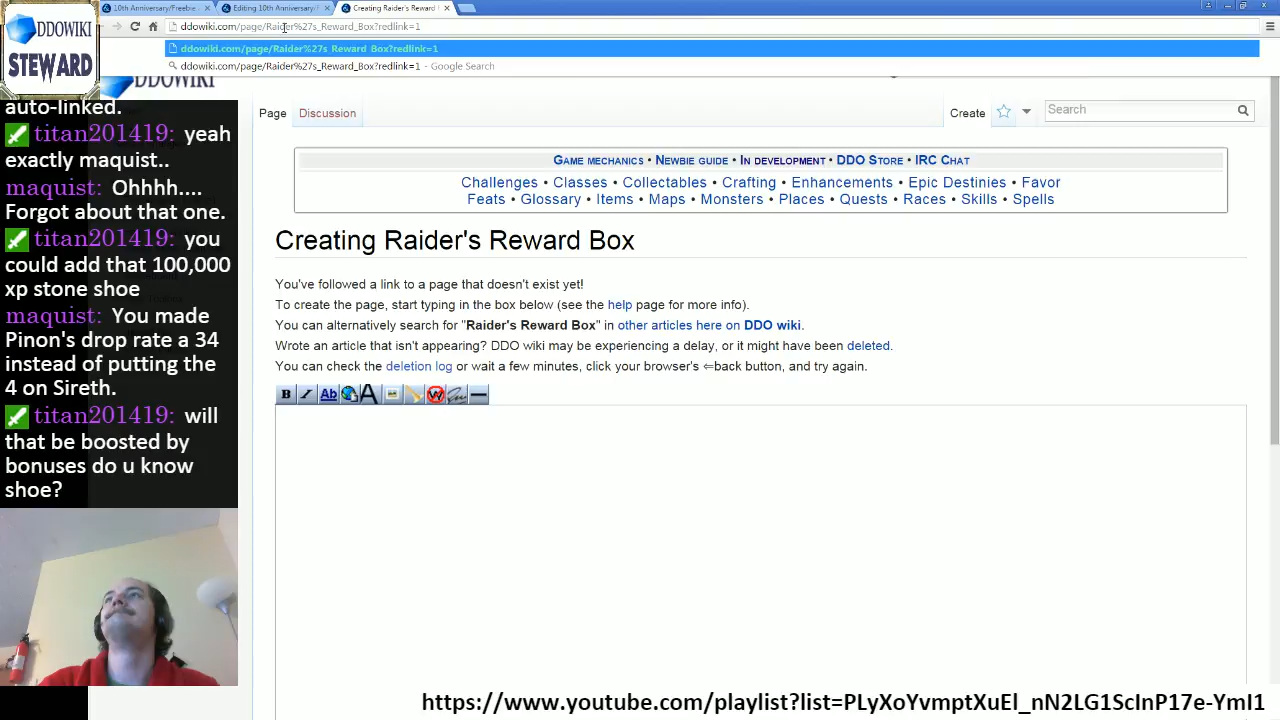 10th Anniversary/Freebie
Editing 10th Anniversary/F
Creating Raider's Reward
ddowiki.com/page/Raider%27s_Reward_Box?redlink=1
ddowiki.com/page/Raider%27s_Reward_Box?redlink=1
ddowiki.com/page/Raider%27s_Reward_Box?redlink=1 - Google Search
DDOWIKI
STEWARD
DDOWIKI
Page
Discussion
Create
Search
GAME MECHANICS • NEWBIE GUIDE • IN DEVELOPMENT • DDO STORE • IRC CHAT
Challenges • Classes • Collectables • Crafting • Enhancements • Epic Destinies • Favor
Feats • Glossary • Items • Maps • Monsters • Places • Quests • Races • Skills • Spells
Creating Raider's Reward Box
You've followed a link to a page that doesn't exist yet!
To create the page, start typing in the box below (see the help page for more info).
You can alternatively search for "Raider's Reward Box" in other articles here on DDO wiki.
Wrote an article that isn't appearing? DDO wiki may be experiencing a delay, or it might have been deleted.
You can check the deletion log or wait a few minutes, click your browser's ⇐back button, and try again.
B I Ab A W
auto-linked.
titan201419: yeah
exactly maquist..
maquist: Ohhhh....
Forgot about that one.
titan201419: you
could add that 100,000
xp stone shoe
maquist: You made
Pinon's drop rate a 34
instead of putting the
4 on Sireth.
titan201419: will
that be boosted by
bonuses do u know
shoe?
https://www.youtube.com/playlist?list=PLyXoYvmptXuEl_nN2LG1ScInP17e-YmI1